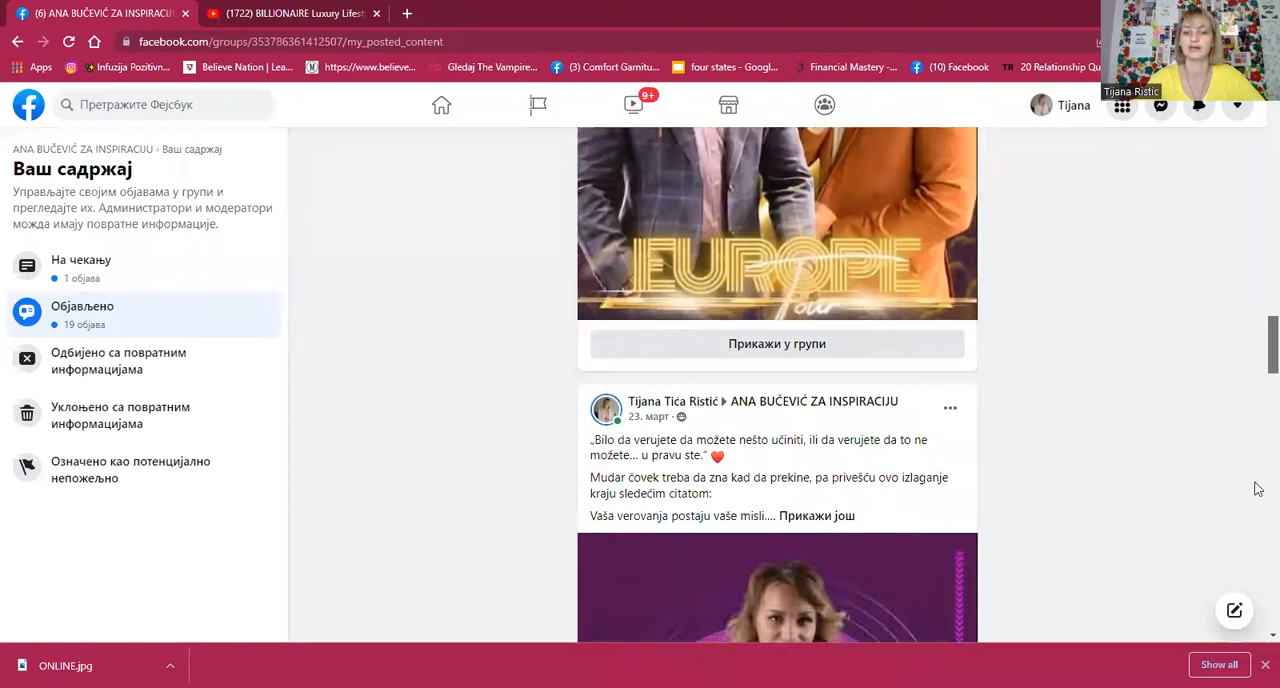 (6) ANA BUČEVIĆ ZA INSPIRACIJU
(1722) BILLIONAIRE Luxury Lifest
facebook.com/groups/353786361412507/my_posted_content
Apps
Infuzija Pozitivn...
Believe Nation | Lea...
https://www.believe...
Gledaj The Vampire...
(3) Comfort Garnitu...
four states - Googl...
Financial Mastery -...
(10) Facebook
20 Relationship Qu
Tijana Ristic
Претражите Фејсбук
9+
Tijana
ANA BUČEVIĆ ZA INSPIRACIJU › Ваш садржај
Ваш садржај
Управљајте својим објавама у групи и
прегледајте их. Администратори и модератори
можда имају повратне информације.
На чекању
1 објава
Објављено
19 објава
Одбијено са повратним
информацијама
Уклоњено са повратним
информацијама
Означено као потенцијално
непожељно
EUROPE
Tour
Прикажи у групи
Tijana Tića Ristić ▸ ANA BUČEVIĆ ZA INSPIRACIJU
23. март ·
„Bilo da verujete da možete nešto učiniti, ili da verujete da to ne
možete... u pravu ste.“ ❤️
Mudar čovek treba da zna kad da prekine, pa privešću ovo izlaganje
kraju sledećim citatom:
Vaša verovanja postaju vaše misli.... Прикажи још
ONLINE.jpg
Show all